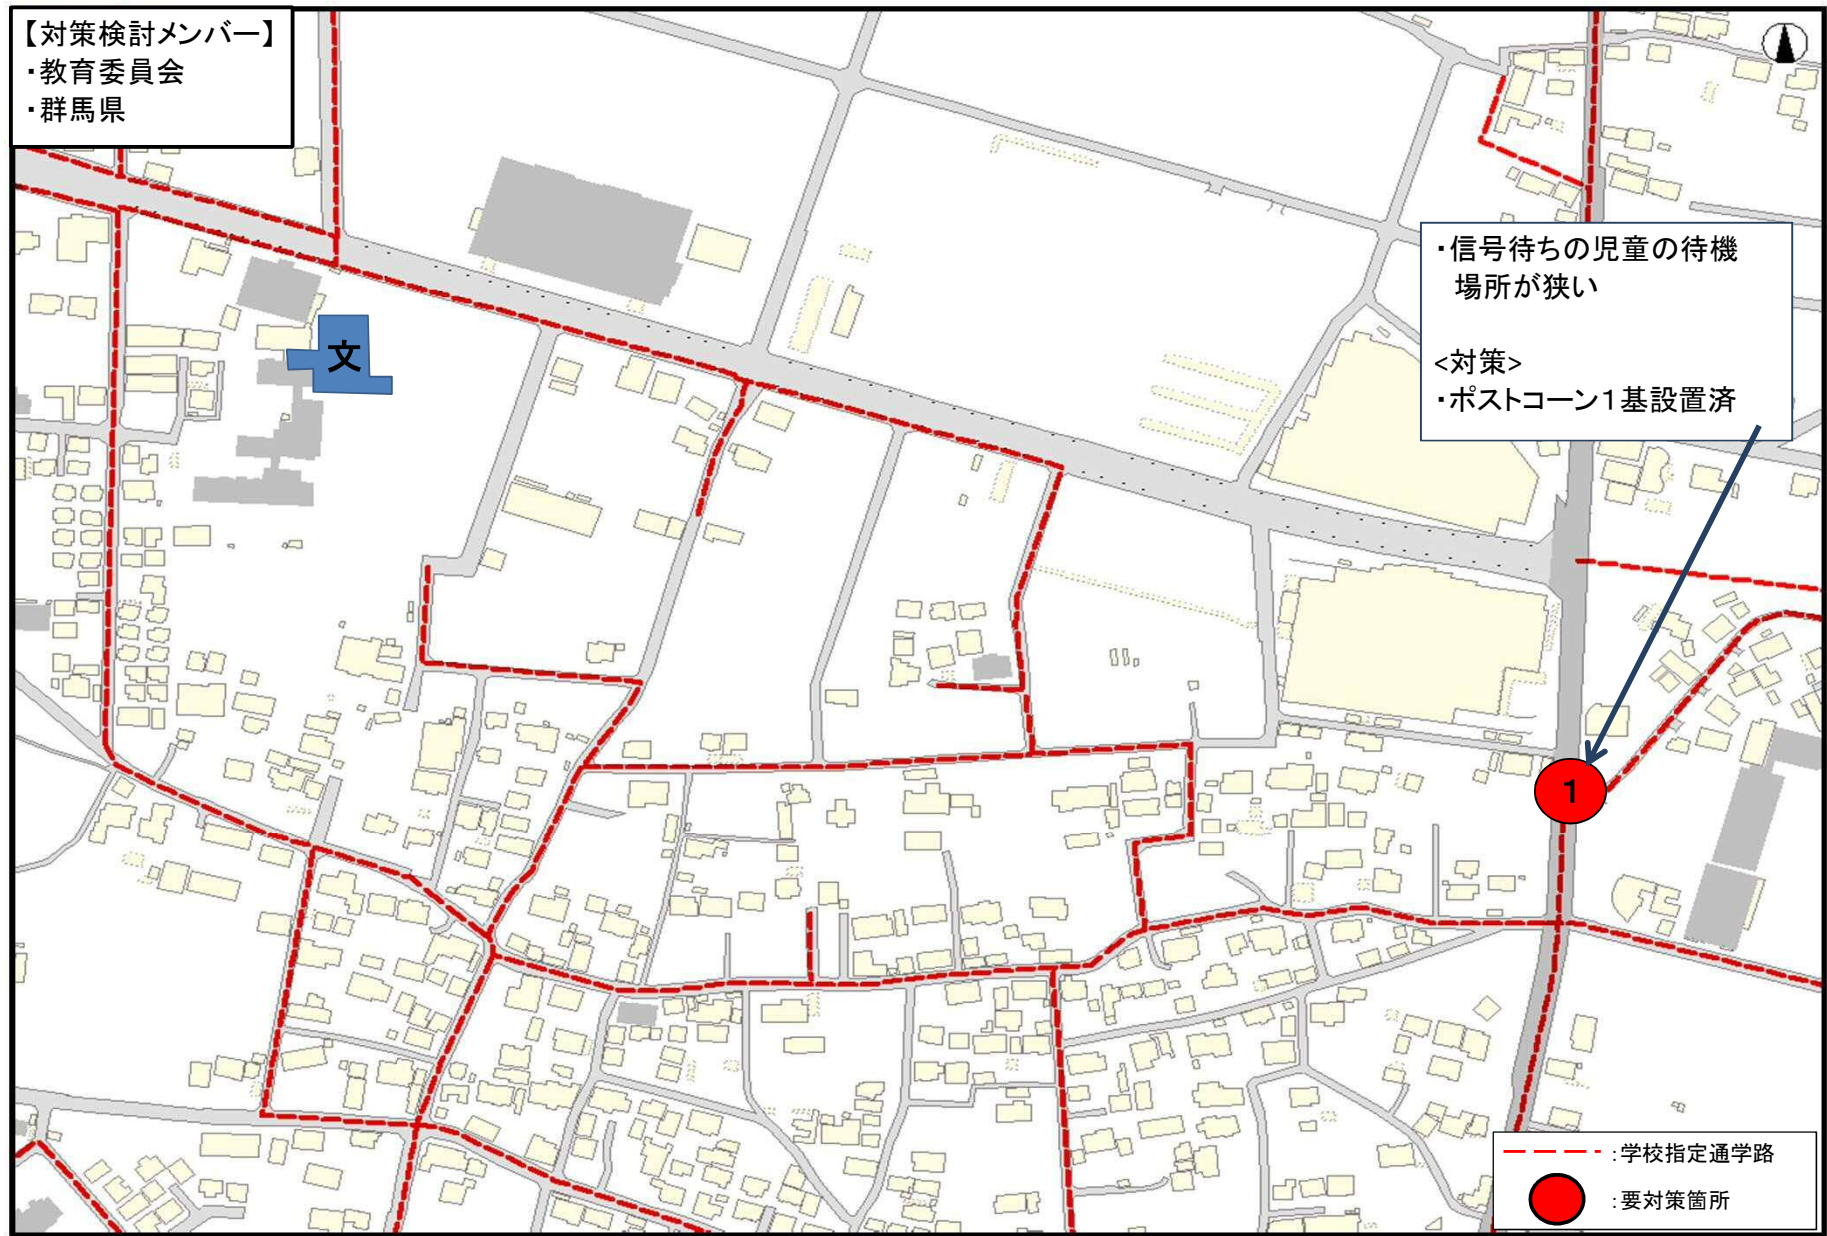 【対策検討メンバー】
・教育委員会
・群馬県
・信号待ちの児童の待機
場所が狭い
<対策>
・ポストコーン1基設置済
文
1
:学校指定通学路
:要対策箇所